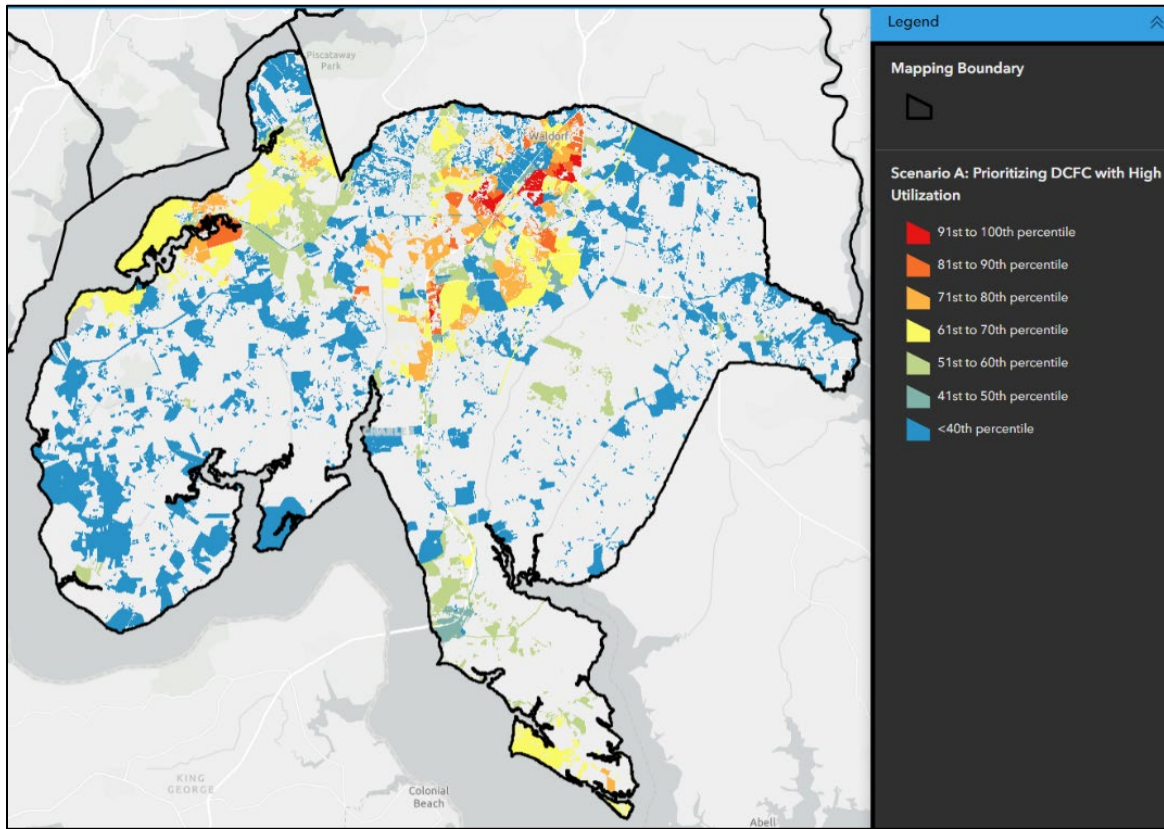 Legend
Mapping Boundary
Scenario A: Prioritizing DCFC with High
Utilization
91st to 100th percentile
81st to 90th percentile
71st to 80th percentile
61st to 70th percentile
51st to 60th percentile
41st to 50th percentile
<40th percentile
Piscataway
Park
Waldorf
CHARLES
KING
GEORGE
Colonial
Beach
Abell